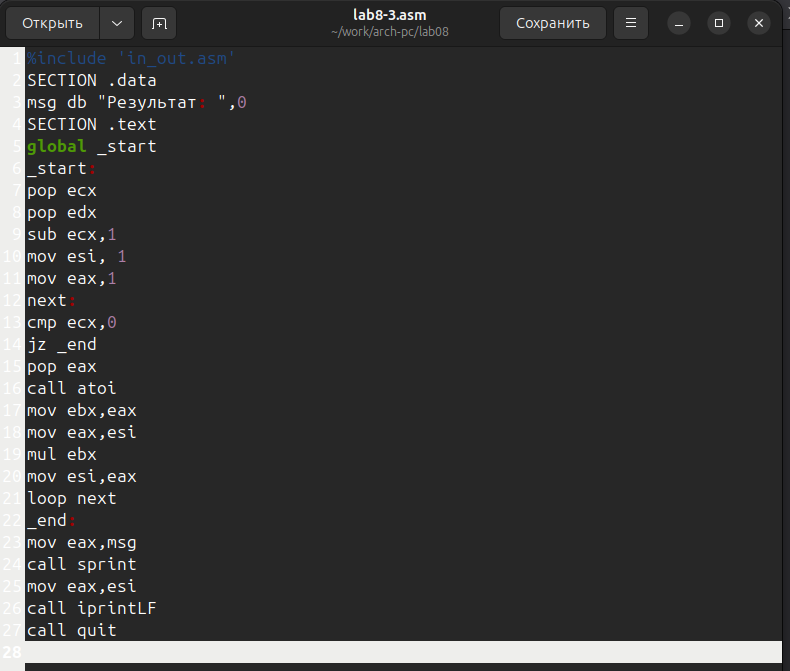 Открыть
lab8-3.asm
~/work/arch-pc/lab08
Сохранить
1 %include 'in_out.asm'
2 SECTION .data
3 msg db "Результат: ",0
4 SECTION .text
5 global _start
6 _start:
7 pop ecx
8 pop edx
9 sub ecx,1
10 mov esi, 1
11 mov eax,1
12 next:
13 cmp ecx,0
14 jz _end
15 pop eax
16 call atoi
17 mov ebx,eax
18 mov eax,esi
19 mul ebx
20 mov esi,eax
21 loop next
22 _end:
23 mov eax,msg
24 call sprint
25 mov eax,esi
26 call iprintLF
27 call quit
28